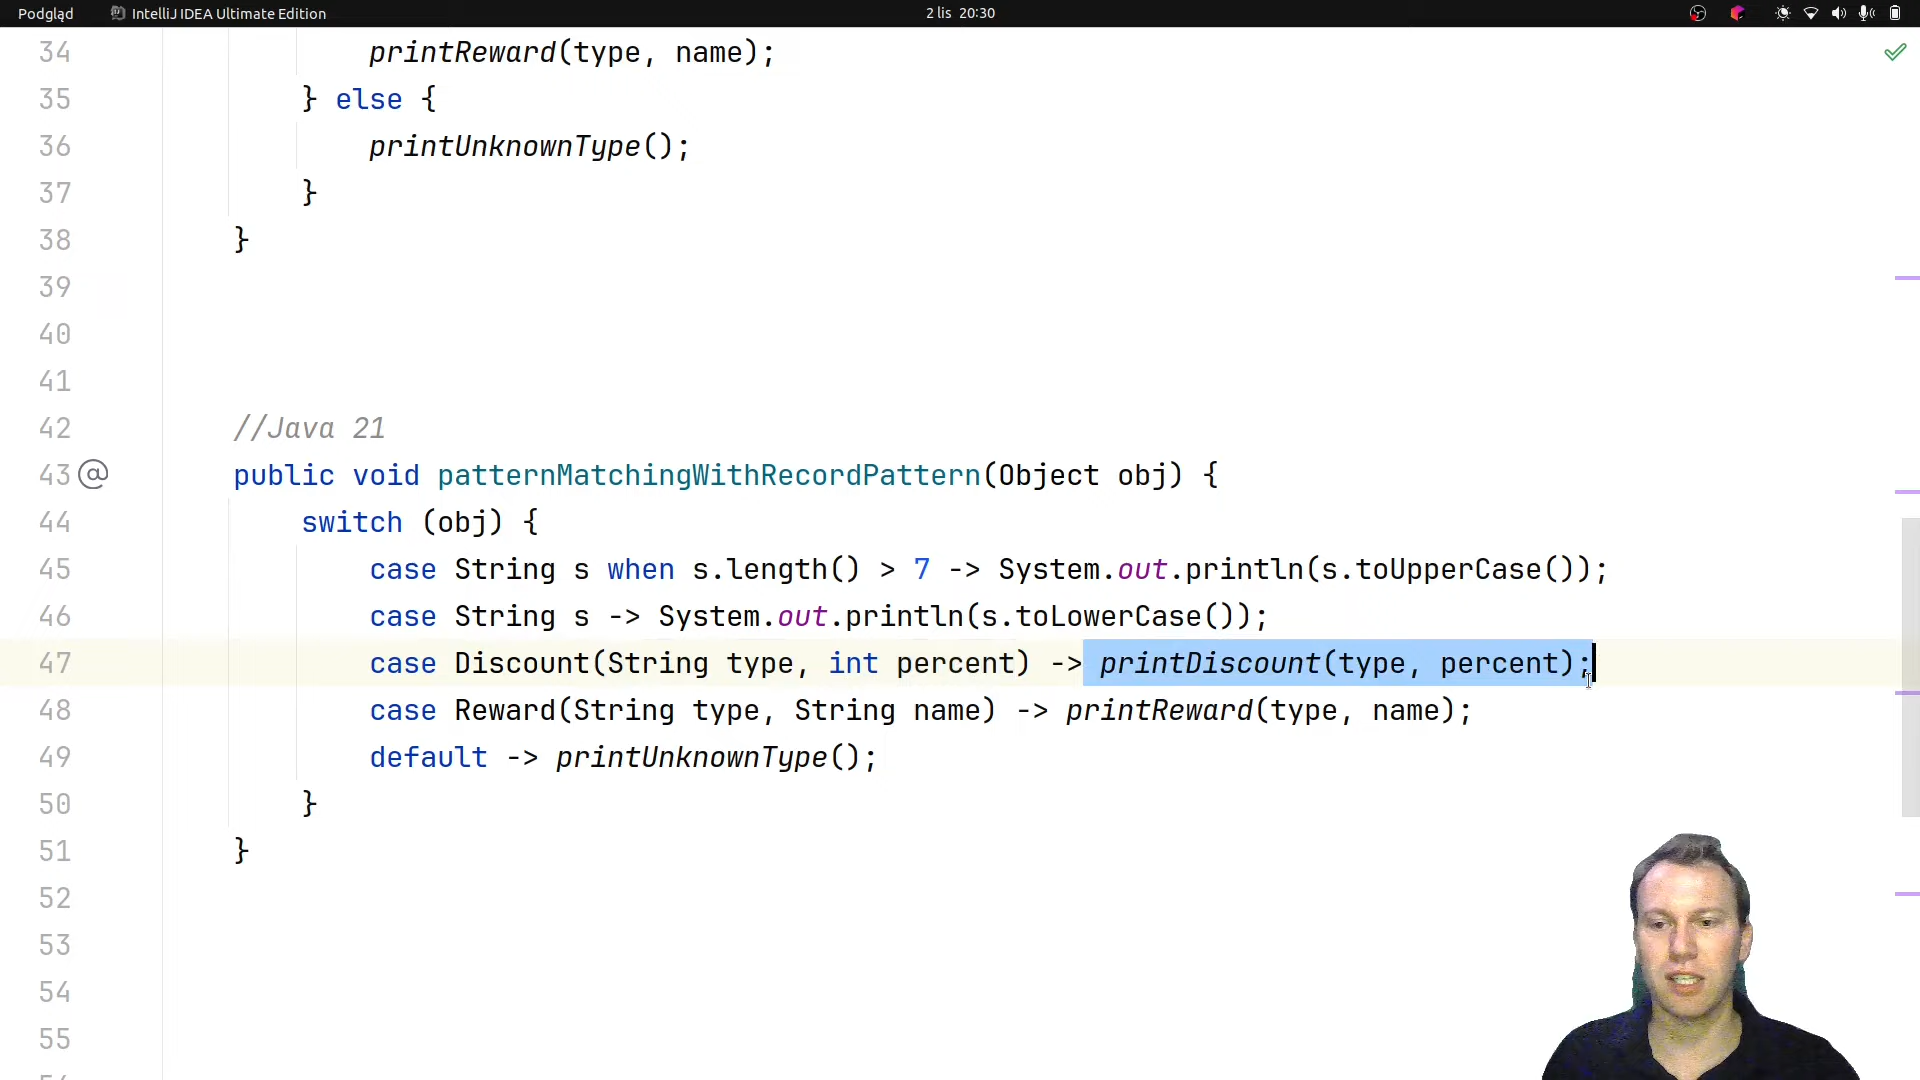 Podgląd IntelliJ IDEA Ultimate Edition 2 lis 20:30
34 printReward(type, name);
35 } else {
36 printUnknownType();
37 }
38 }
39
40
41
42 //Java 21
43 @ public void patternMatchingWithRecordPattern(Object obj) {
44 switch (obj) {
45 case String s when s.length() > 7 -> System.out.println(s.toUpperCase());
46 case String s -> System.out.println(s.toLowerCase());
47 case Discount(String type, int percent) -> printDiscount(type, percent);
48 case Reward(String type, String name) -> printReward(type, name);
49 default -> printUnknownType();
50 }
51 }
52
53
54
55